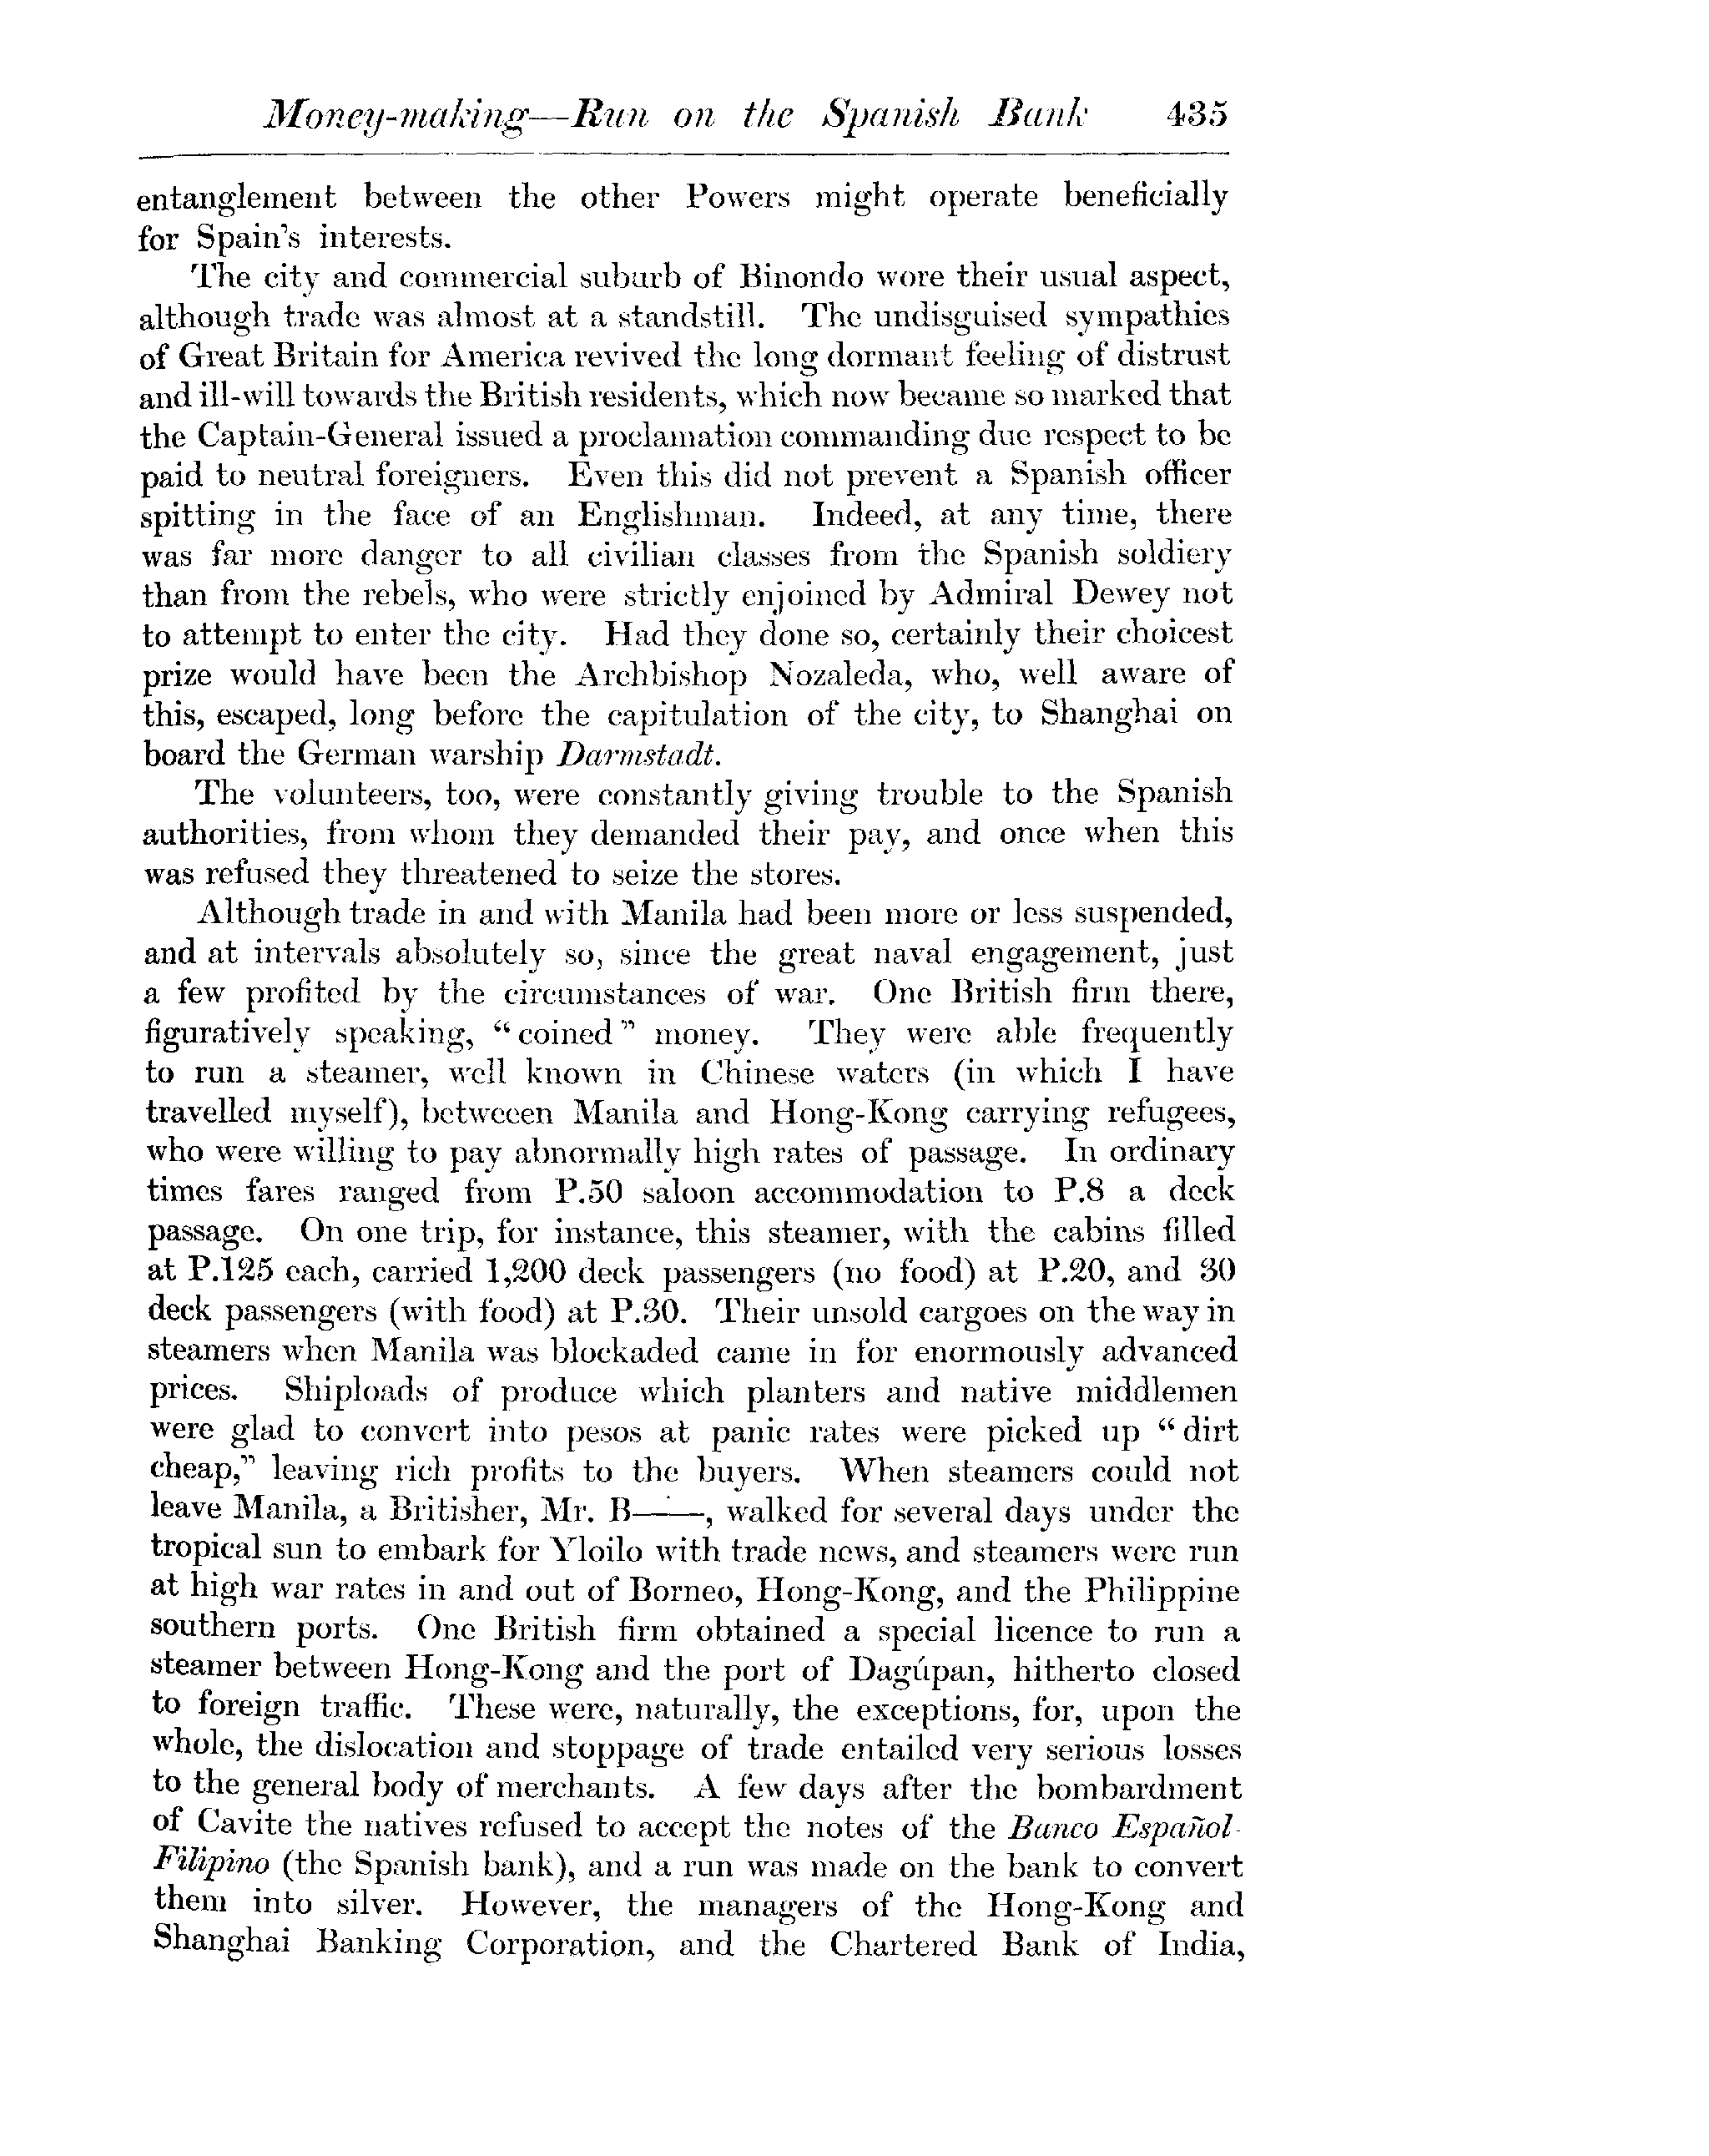 Money-making—Run on the Spanish Bank 435
entanglement between the other Powers might operate beneficially
for Spain's interests.
The city and commercial suburb of Binondo wore their usual aspect,
although trade was almost at a standstill. The undisguised sympathies
of Great Britain for America revived the long dormant feeling of distrust
and ill-will towards the British residents, which now became so marked that
the Captain-General issued a proclamation commanding due respect to be
paid to neutral foreigners. Even this did not prevent a Spanish officer
spitting in the face of an Englishman. Indeed, at any time, there
was far more danger to all civilian classes from the Spanish soldiery
than from the rebels, who were strictly enjoined by Admiral Dewey not
to attempt to enter the city. Had they done so, certainly their choicest
prize would have been the Archbishop Nozaleda, who, well aware of
this, escaped, long before the capitulation of the city, to Shanghai on
board the German warship Darmstadt.
The volunteers, too, were constantly giving trouble to the Spanish
authorities, from whom they demanded their pay, and once when this
was refused they threatened to seize the stores.
Although trade in and with Manila had been more or less suspended,
and at intervals absolutely so, since the great naval engagement, just
a few profited by the circumstances of war. One British firm there,
figuratively speaking, "coined" money. They were able frequently
to run a steamer, well known in Chinese waters (in which I have
travelled myself), betweeen Manila and Hong-Kong carrying refugees,
who were willing to pay abnormally high rates of passage. In ordinary
times fares ranged from P.50 saloon accommodation to P.8 a deck
passage. On one trip, for instance, this steamer, with the cabins filled
at P.125 each, carried 1,200 deck passengers (no food) at P.20, and 30
deck passengers (with food) at P.30. Their unsold cargoes on the way in
steamers when Manila was blockaded came in for enormously advanced
prices. Shiploads of produce which planters and native middlemen
were glad to convert into pesos at panic rates were picked up "dirt
cheap," leaving rich profits to the buyers. When steamers could not
leave Manila, a Britisher, Mr. B——, walked for several days under the
tropical sun to embark for Yloilo with trade news, and steamers were run
at high war rates in and out of Borneo, Hong-Kong, and the Philippine
southern ports. One British firm obtained a special licence to run a
steamer between Hong-Kong and the port of Dagúpan, hitherto closed
to foreign traffic. These were, naturally, the exceptions, for, upon the
whole, the dislocation and stoppage of trade entailed very serious losses
to the general body of merchants. A few days after the bombardment
of Cavite the natives refused to accept the notes of the Banco Español-
Filipino (the Spanish bank), and a run was made on the bank to convert
them into silver. However, the managers of the Hong-Kong and
Shanghai Banking Corporation, and the Chartered Bank of India,